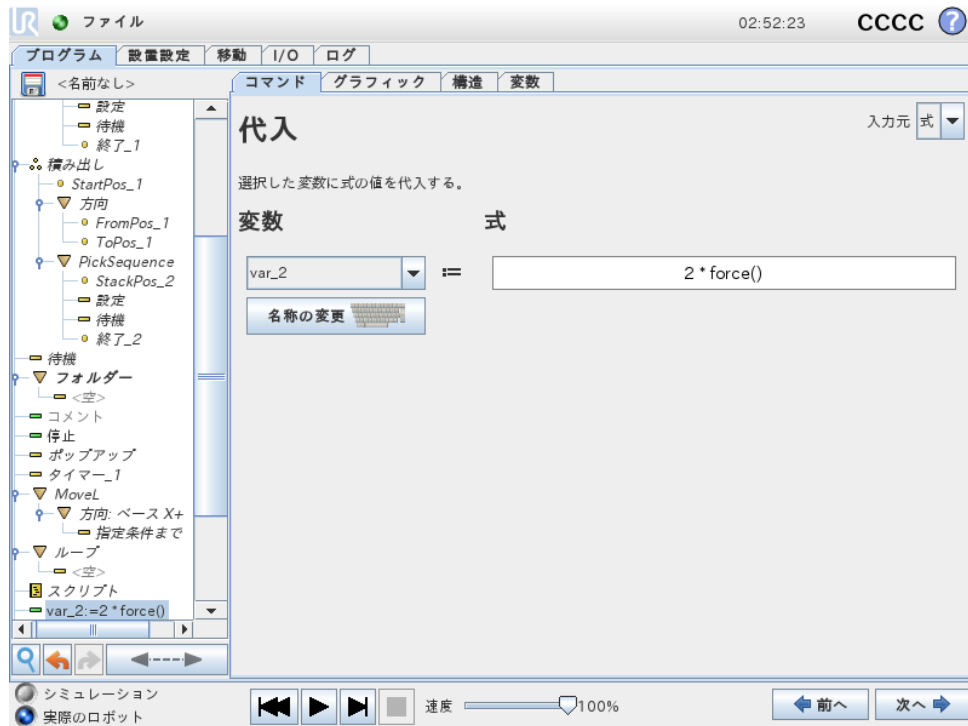 UR ファイル 02:52:23 CCCC ?
プログラム 設置設定 移動 I/O ログ
<名前なし>
設定
待機
終了_1
積み出し
StartPos_1
方向
FromPos_1
ToPos_1
PickSequence
StackPos_2
設定
待機
終了_2
待機
フォルダー
<空>
コメント
停止
ポップアップ
タイマー_1
MoveL
方向: ベース X+
指定条件まで
ループ
<空>
スクリプト
var_2:=2 * force()
コマンド グラフィック 構造 変数
代入
入力元 式
選択した変数に式の値を代入する。
変数 式
var_2 := 2 * force()
名称の変更
シミュレーション
実際のロボット
速度 100%
前へ 次へ